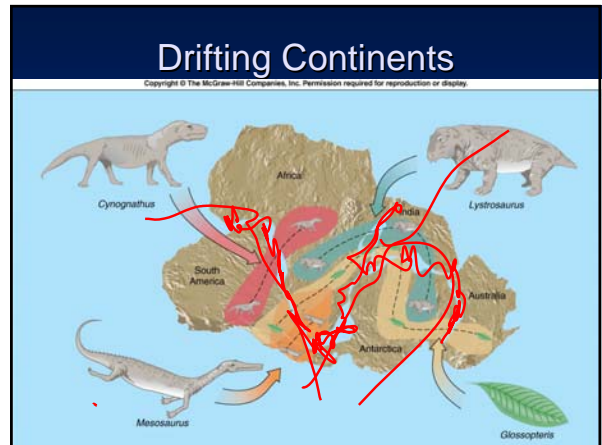 Drifting Continents
Copyright © The McGraw-Hill Companies, Inc. Permission required for reproduction or display.
Cynognathus
Africa
India
Lystrosaurus
South
America
Australia
Antarctica
Mesosaurus
Glossopteris